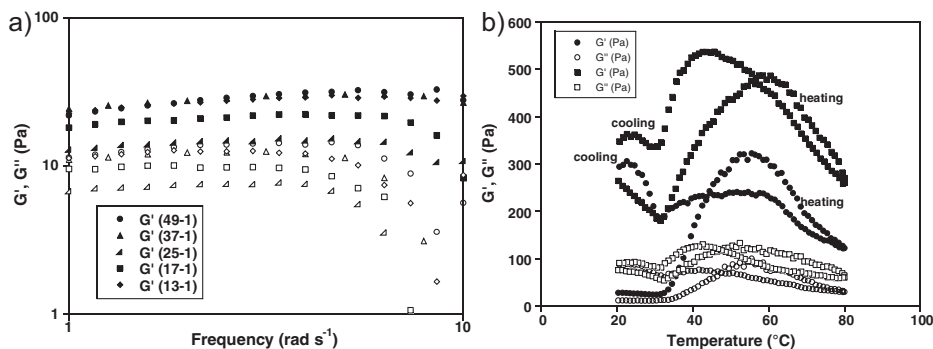 a)
100
10
1
G', G'' (Pa)
G' (49-1)
G' (37-1)
G' (25-1)
G' (17-1)
G' (13-1)
1
10
Frequency (rad s⁻¹)
b)
600
500
400
300
200
100
0
G', G'' (Pa)
G' (Pa)
G'' (Pa)
G' (Pa)
G'' (Pa)
cooling
heating
cooling
heating
0
20
40
60
80
100
Temperature (°C)